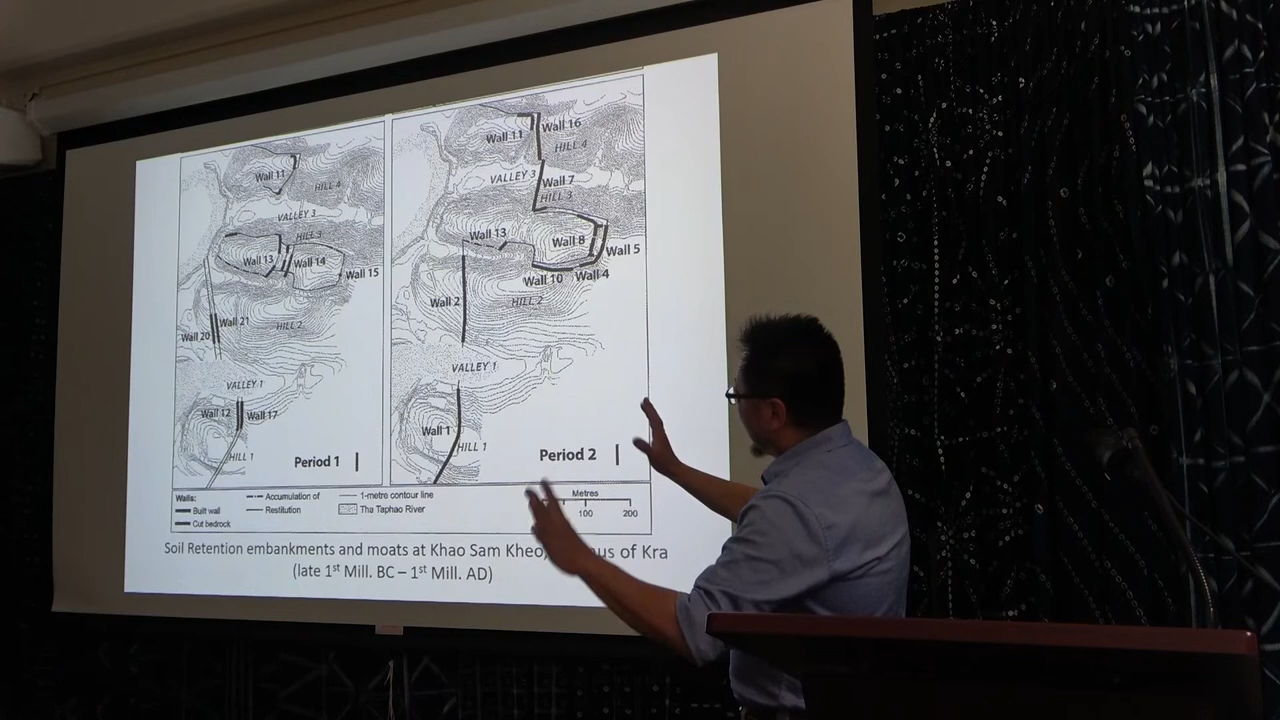 Wall 11
HILL 4
VALLEY 3
HILL 3
Wall 13
Wall 14
Wall 15
Wall 21
Wall 20
HILL 2
VALLEY 1
Wall 12
Wall 17
HILL 1
Period 1
Wall 11
Wall 16
HILL 4
VALLEY 3
Wall 7
HILL 3
Wall 13
Wall 8
Wall 5
Wall 10
Wall 4
Wall 2
HILL 2
VALLEY 1
Wall 1
HILL 1
Period 2
Walls:
Built wall
Cut bedrock
Accumulation of
Restitution
1-metre contour line
Tha Taphao River
Metres
100 200
Soil Retention embankments and moats at Khao Sam Kheo, of Kra
(late 1st Mill. BC – 1st Mill. AD)